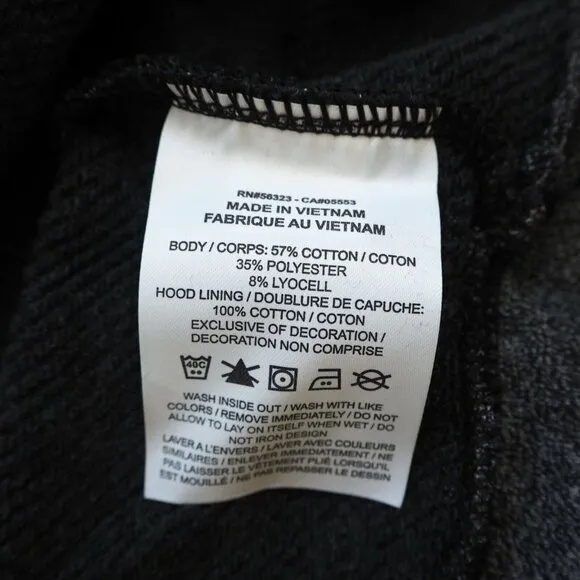 RN#56323 - CA#05553
MADE IN VIETNAM
FABRIQUE AU VIETNAM
BODY / CORPS: 57% COTTON / COTON
35% POLYESTER
8% LYOCELL
HOOD LINING / DOUBLURE DE CAPUCHE:
100% COTTON / COTON
EXCLUSIVE OF DECORATION /
DECORATION NON COMPRISE
40C
WASH INSIDE OUT / WASH WITH LIKE
COLORS / REMOVE IMMEDIATELY / DO NOT
ALLOW TO LAY ON ITSELF WHEN WET / DO
NOT IRON DESIGN
LAVER A L'ENVERS / LAVER AVEC COULEURS
SIMILAIRES / ENLEVER IMMEDIATEMENT / NE
PAS LAISSER LE VÊTEMENT PLIÉ LORSQU'IL
EST MOUILLÉ / NE PAS REPASSER LE DESSIN